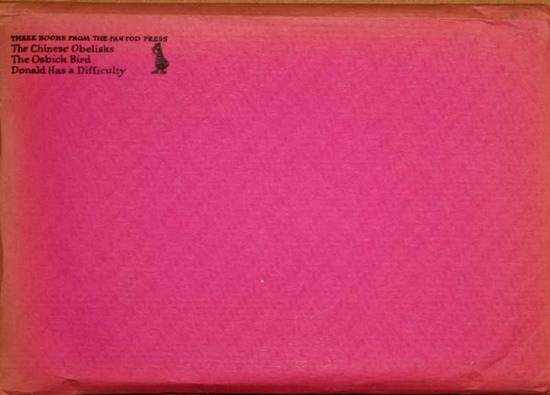 THREE BOOKS FROM THE FANTOD PRESS
The Chinese Obelisks
The Osbick Bird
Donald Has a Difficulty